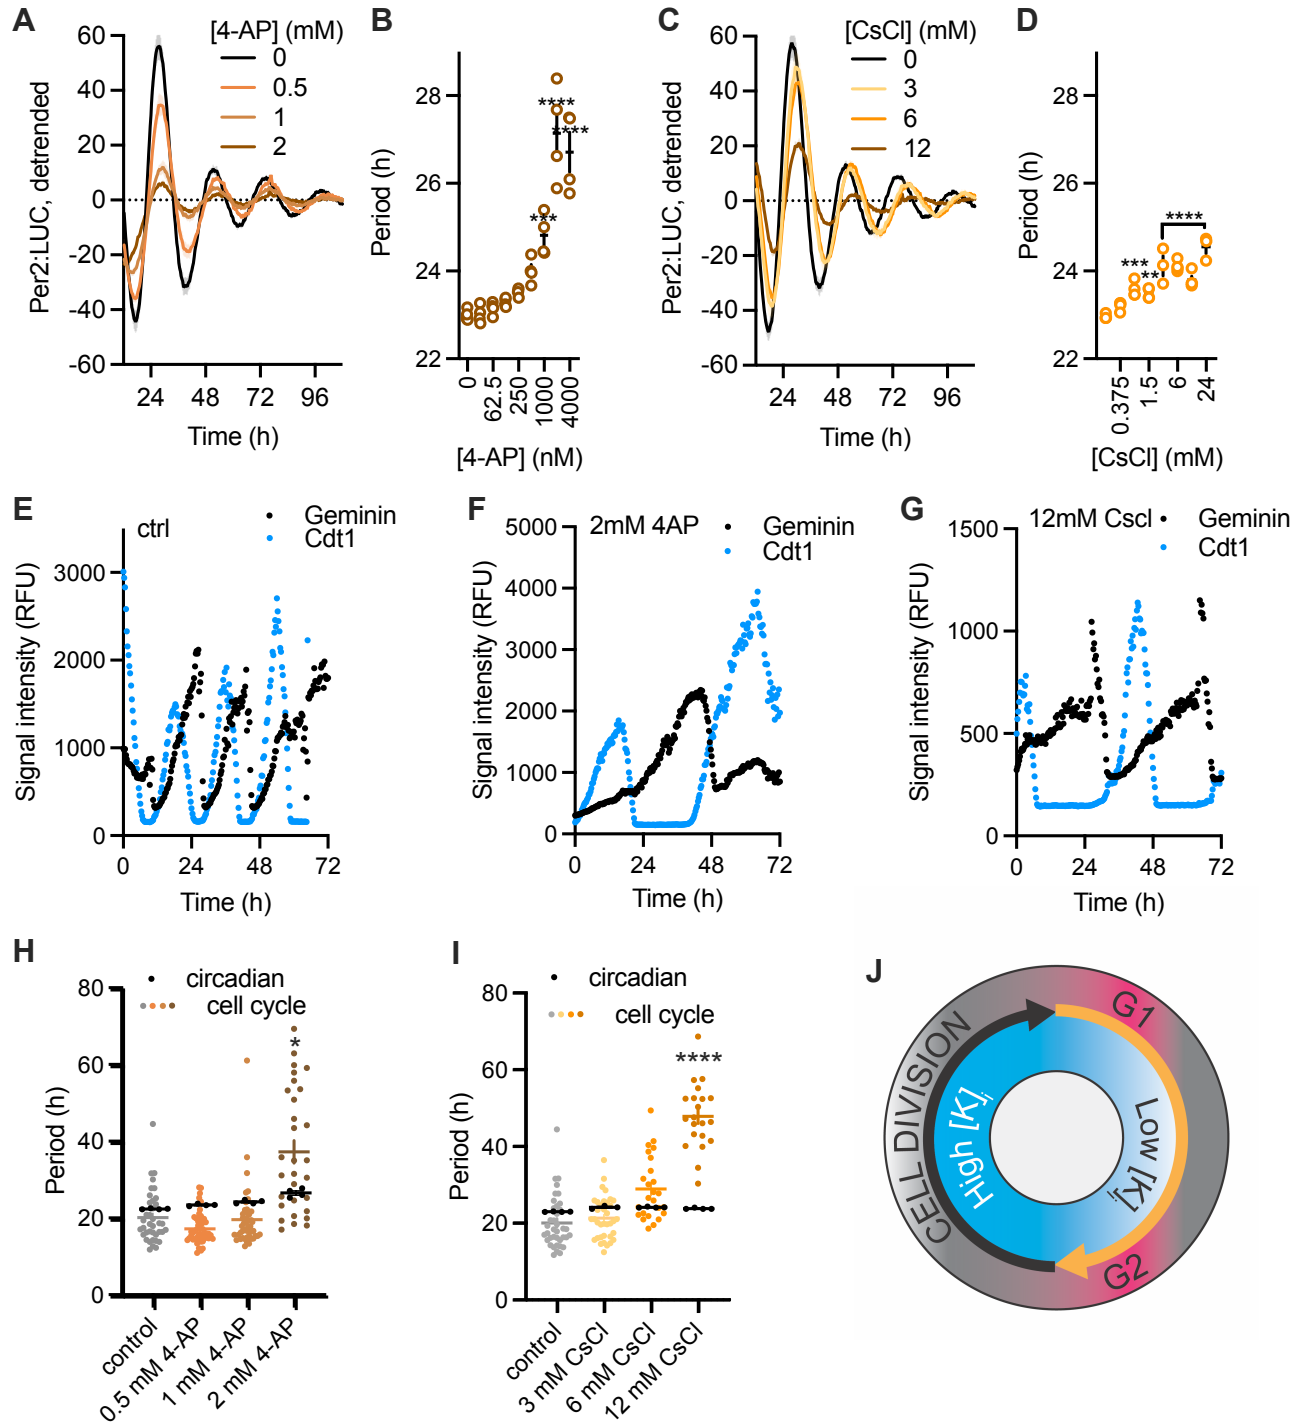 A
[4-AP] (mM)
0
0.5
1
2
60
40
20
0
-20
-40
-60
Per2:LUC, detrended
24
48
72
96
Time (h)
B
28
26
24
22
Period (h)
****
****
***
0
62.5
250
1000
4000
[4-AP] (nM)
C
[CsCl] (mM)
0
3
6
12
60
40
20
0
-20
-40
-60
Per2:LUC, detrended
24
48
72
96
Time (h)
D
28
26
24
22
Period (h)
****
***
**
0.375
1.5
6
24
[CsCl] (mM)
E
ctrl
Geminin
Cdt1
3000
2000
1000
0
Signal intensity (RFU)
0
24
48
72
Time (h)
F
2mM 4AP
Geminin
Cdt1
5000
4000
3000
2000
1000
0
Signal intensity (RFU)
0
24
48
72
Time (h)
G
12mM Cscl
Geminin
Cdt1
1500
1000
500
0
Signal intensity (RFU)
0
24
48
72
Time (h)
H
circadian
cell cycle
80
60
40
20
0
Period (h)
*
control
0.5 mM 4-AP
1 mM 4-AP
2 mM 4-AP
I
circadian
cell cycle
80
60
40
20
0
Period (h)
****
control
3 mM CsCl
6 mM CsCl
12 mM CsCl
J
CELL DIVISION
G1
G2
High [K]i
Low [K]i